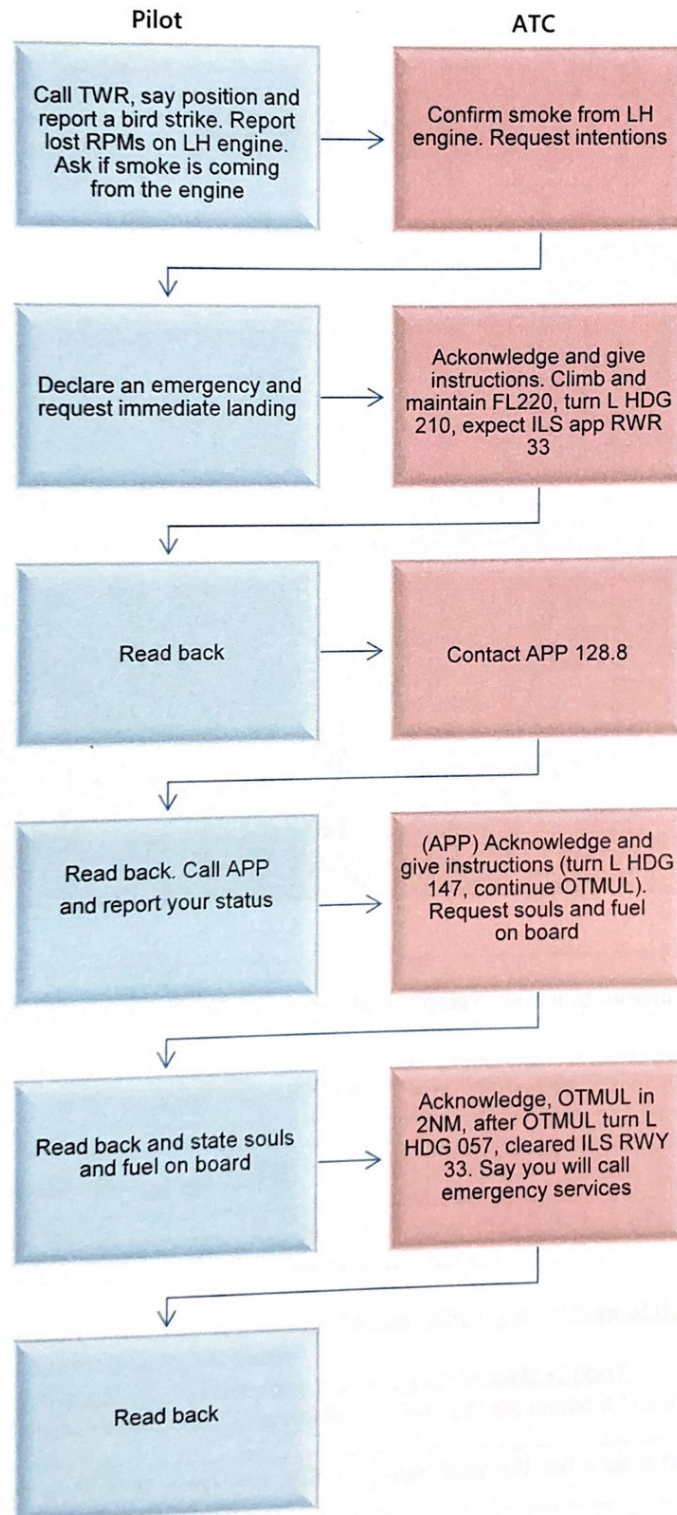 Pilot
ATC
Call TWR, say position and
report a bird strike. Report
lost RPMs on LH engine.
Ask if smoke is coming
from the engine
Confirm smoke from LH
engine. Request intentions
Declare an emergency and
request immediate landing
Ackonwledge and give
instructions. Climb and
maintain FL220, turn L HDG
210, expect ILS app RWR
33
Read back
Contact APP 128.8
Read back. Call APP
and report your status
(APP) Acknowledge and
give instructions (turn L HDG
147, continue OTMUL).
Request souls and fuel
on board
Read back and state souls
and fuel on board
Acknowledge, OTMUL in
2NM, after OTMUL turn L
HDG 057, cleared ILS RWY
33. Say you will call
emergency services
Read back